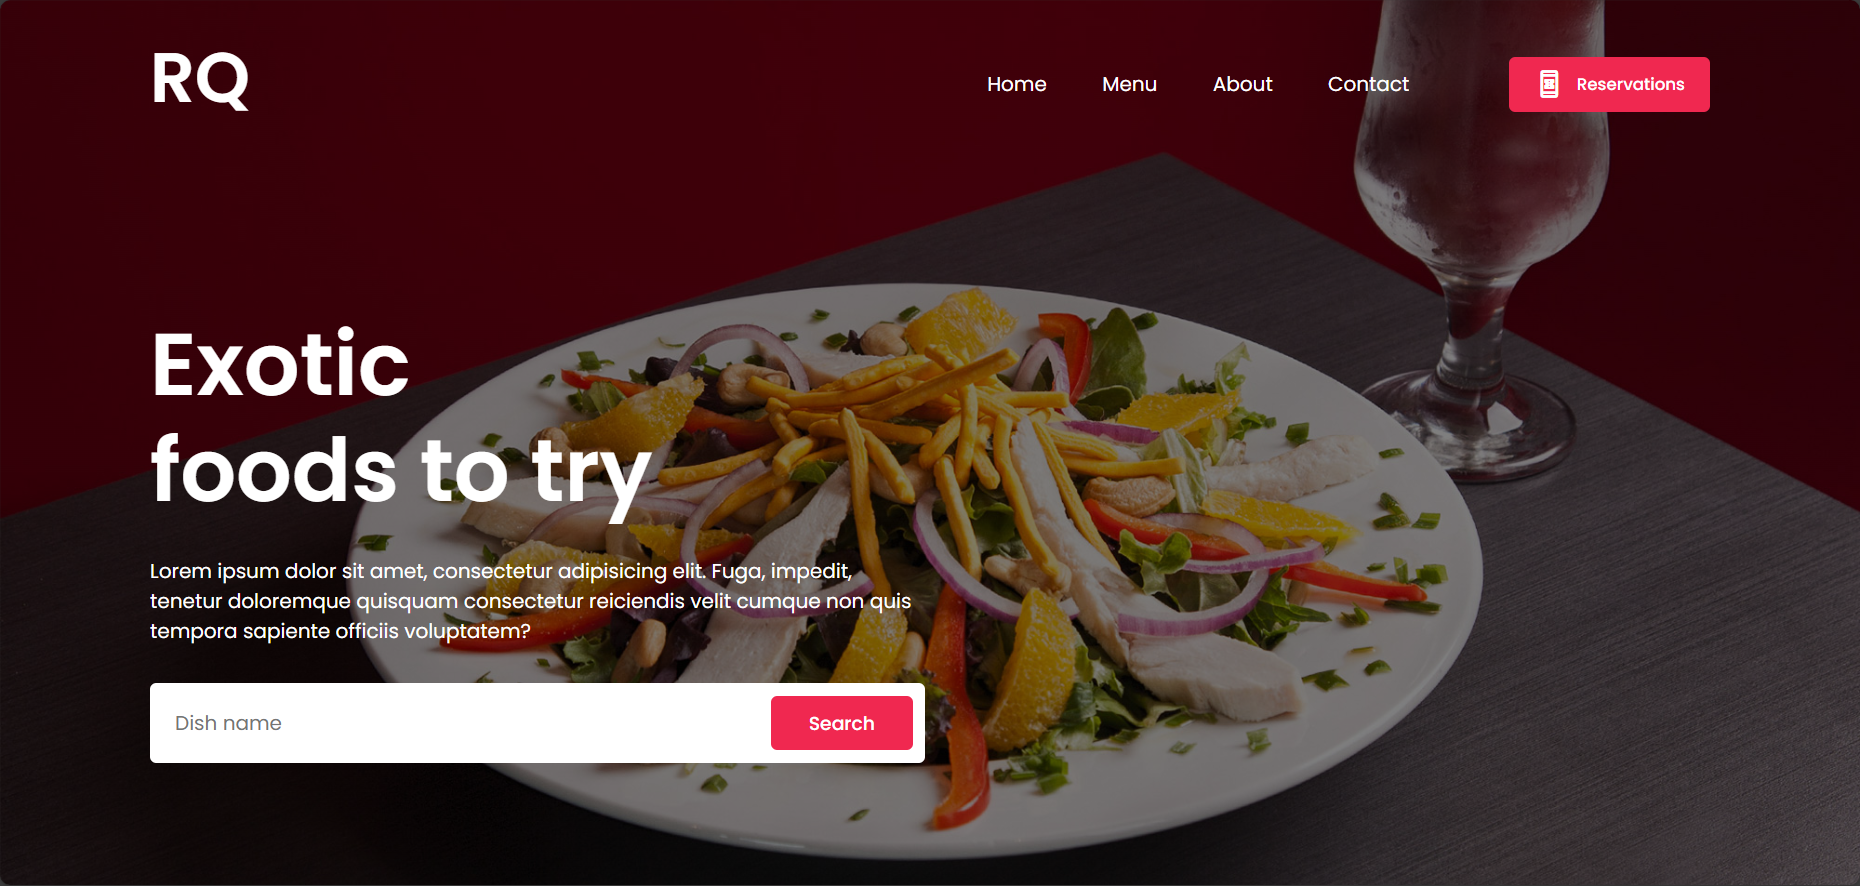 RQ
Home Menu About Contact Reservations
Exotic
foods to try
Lorem ipsum dolor sit amet, consectetur adipisicing elit. Fuga, impedit,
tenetur doloremque quisquam consectetur reiciendis velit cumque non quis
tempora sapiente officiis voluptatem?
Dish name Search